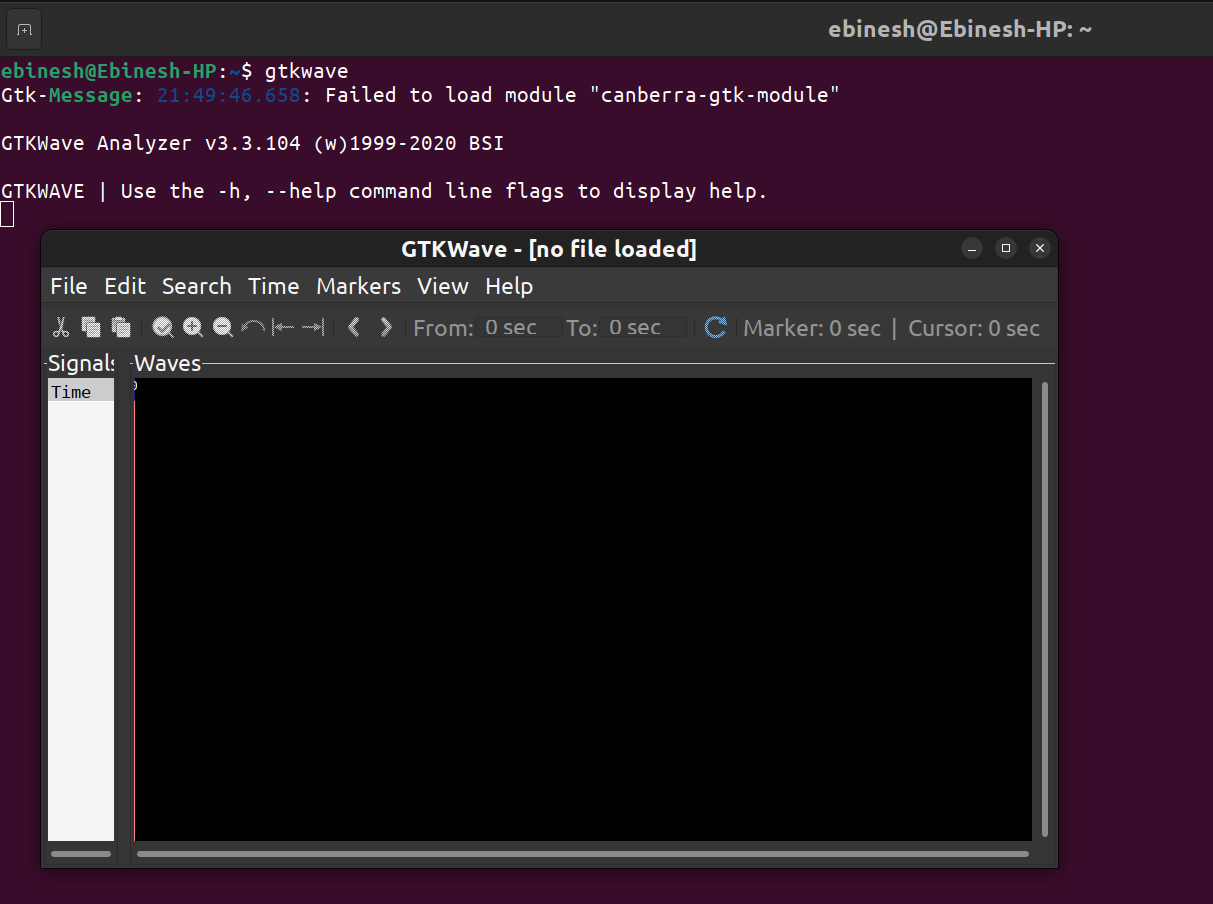 ebinesh@Ebinesh-HP: ~
ebinesh@Ebinesh-HP:~$ gtkwave
Gtk-Message: 21:49:46.658: Failed to load module "canberra-gtk-module"
GTKWave Analyzer v3.3.104 (w)1999-2020 BSI
GTKWAVE | Use the -h, --help command line flags to display help.
GTKWave - [no file loaded]
File Edit Search Time Markers View Help
From: 0 sec To: 0 sec Marker: 0 sec | Cursor: 0 sec
Signals Waves
Time 0